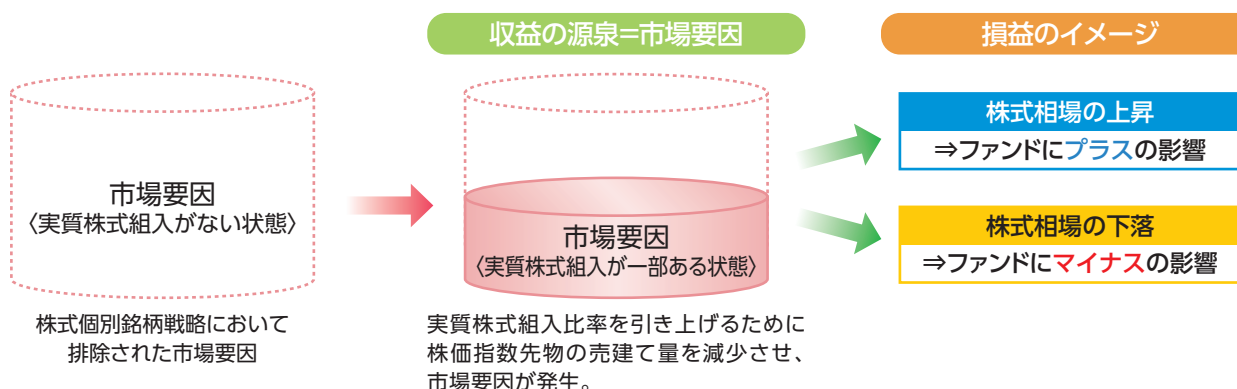 収益の源泉=市場要因
損益のイメージ
市場要因
〈実質株式組入がない状態〉
株式個別銘柄戦略において
排除された市場要因
市場要因
〈実質株式組入が一部ある状態〉
実質株式組入比率を引き上げるために
株価指数先物の売建て量を減少させ、
市場要因が発生。
株式相場の上昇
⇒ファンドにプラスの影響
株式相場の下落
⇒ファンドにマイナスの影響